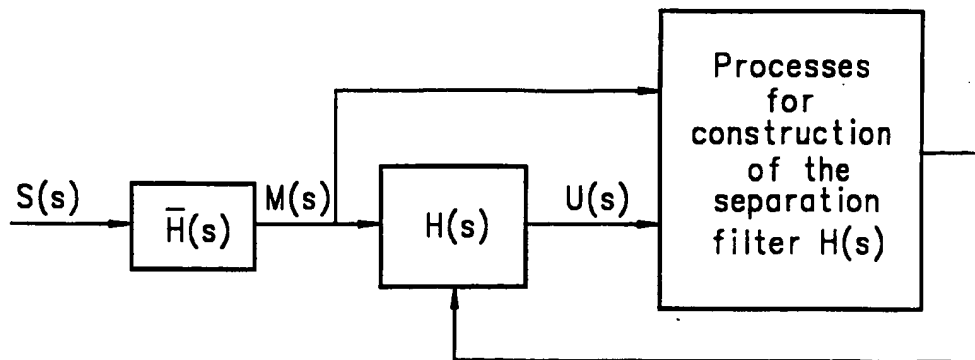 S(s)
H̅(s)
M(s)
H(s)
U(s)
Processes
for
construction
of the
separation
filter H(s)